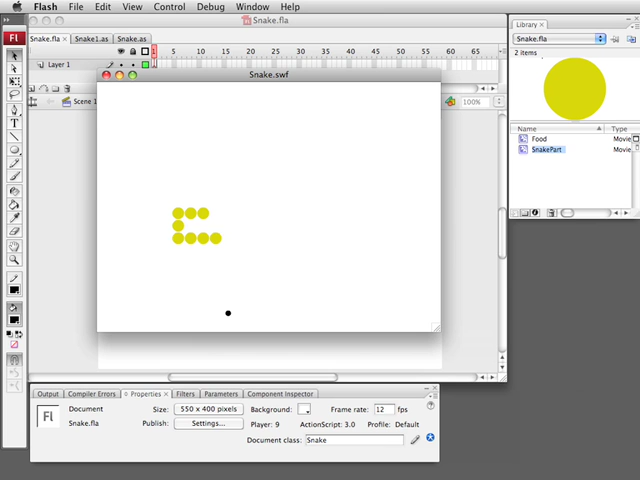 Flash File Edit View Control Debug Window Help
Snake.fla
Snake.fla × Snake1.as Snake.as
1 5 10 15 20 25 30 35 40 45 50 55 60 65
Layer 1
Snake.swf
Scene 1
100%
Fl
Library ×
Snake.fla
2 items
Name Type
Food Movie
SnakePart Movie
Output Compiler Errors Properties × Filters Parameters Component Inspector
Fl
Document Size: 550 x 400 pixels Background: Frame rate: 12 fps
Snake.fla Publish: Settings... Player: 9 ActionScript: 3.0 Profile: Default
Document class: Snake